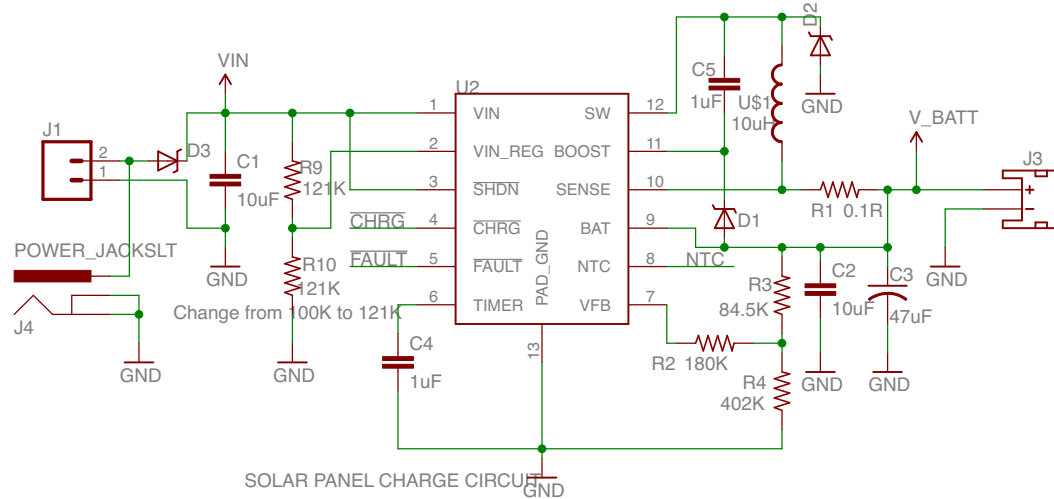 VIN
J1
2
1
D3
C1
10uF
GND
POWER_JACKSLT
J4
GND
R9
121K
R10
121K
Change from 100K to 121K
GND
CHRG
FAULT
C4
1uF
U2
1 VIN SW 12
2 VIN_REG BOOST 11
3 SHDN SENSE 10
4 CHRG BAT 9
5 FAULT NTC 8
6 TIMER VFB 7
PAD_GND
13
SOLAR PANEL CHARGE CIRCUIT
GND
C5
1uF
U$1
10uH
D2
GND
D1
NTC
R1 0.1R
V_BATT
J3
+
-
GND
R3
84.5K
C2
10uF
C3
47uF
R2 180K
R4
402K
GND
GND